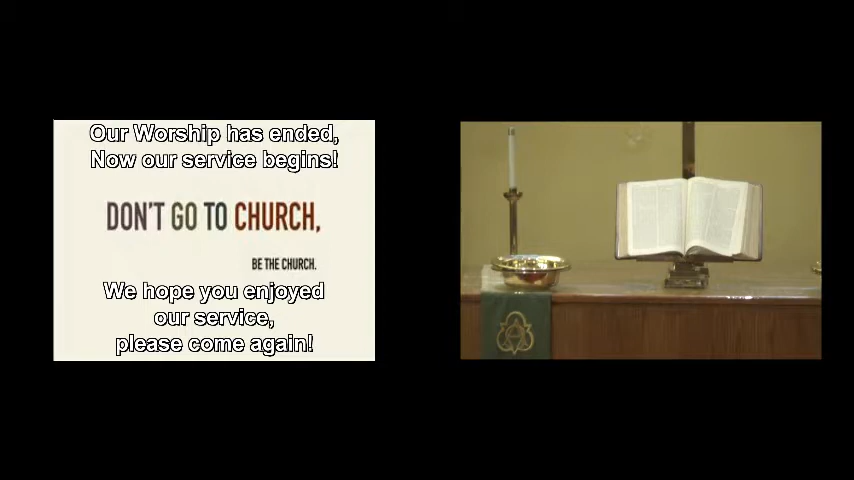 Our Worship has ended,
Now our service begins!
DON'T GO TO CHURCH,
BE THE CHURCH.
We hope you enjoyed
our service,
please come again!